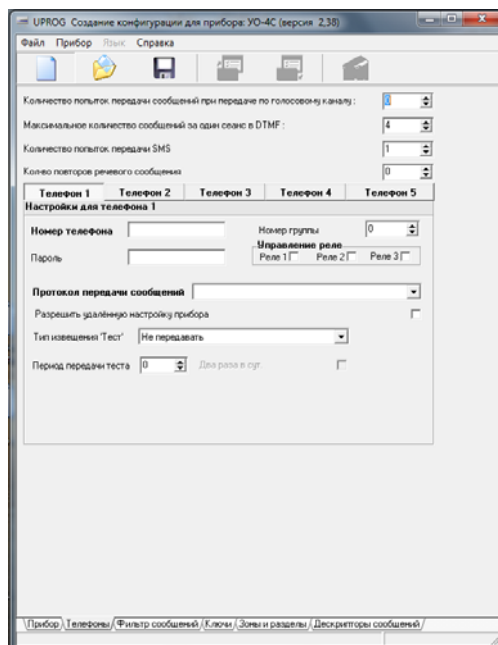 UPROG Создание конфигурации для прибора: УО-4С (версия 2,38)
Файл Прибор Язык Справка
Количество попыток передачи сообщений при передаче по голосовому каналу : 0
Максимальное количество сообщений за один сеанс в DTMF : 4
Количество попыток передачи SMS 1
Кол-во повторов речевого сообщения 0
Телефон 1 Телефон 2 Телефон 3 Телефон 4 Телефон 5
Настройки для телефона 1
Номер телефона Номер группы 0
Управление реле
Пароль Реле 1 Реле 2 Реле 3
Протокол передачи сообщений
Разрешить удалённую настройку прибора
Тип извещения 'Тест' Не передавать
Период передачи теста 0 Два раза в сут.
Прибор Телефоны Фильтр сообщений Ключи Зоны и разделы Дескрипторы сообщений